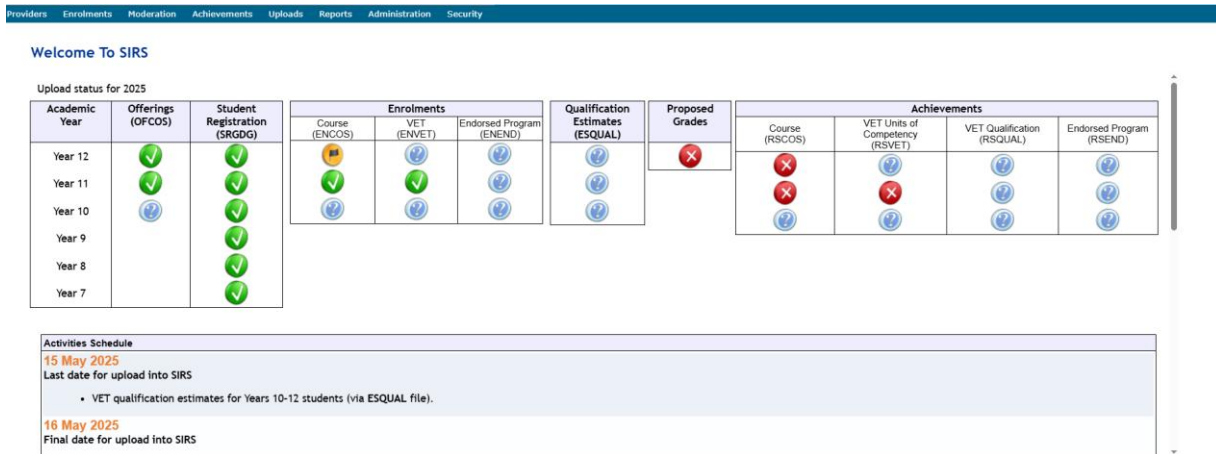 Providers Enrolments Moderation Achievements Uploads Reports Administration Security
Welcome To SIRS
Upload status for 2025
Academic Year
Offerings (OFCOS)
Student Registration (SRGDG)
Enrolments
Course (ENCOS)
VET (ENVET)
Endorsed Program (ENEND)
Qualification Estimates (ESQUAL)
Proposed Grades
Achievements
Course (RSCOS)
VET Units of Competency (RSVET)
VET Qualification (RSQUAL)
Endorsed Program (RSEND)
Year 12
Year 11
Year 10
Year 9
Year 8
Year 7
Activities Schedule
15 May 2025
Last date for upload into SIRS
• VET qualification estimates for Years 10-12 students (via ESQUAL file).
16 May 2025
Final date for upload into SIRS